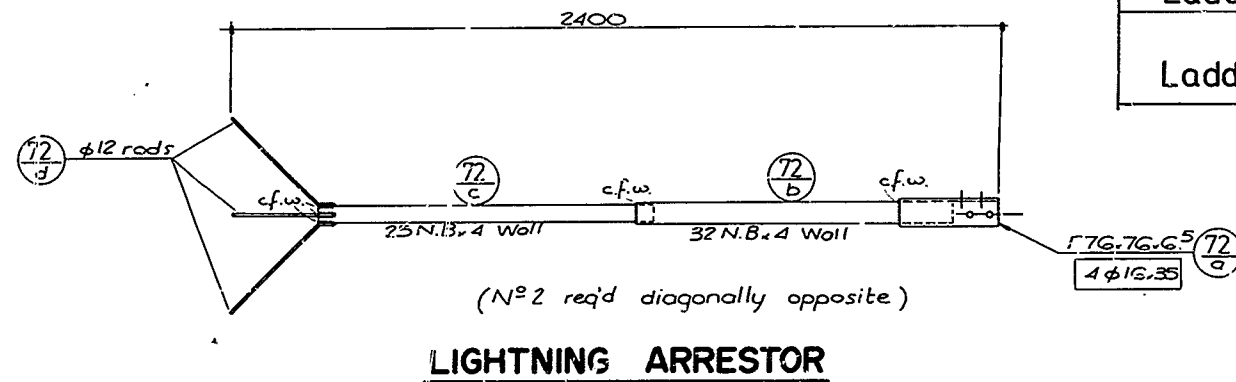 2400
Ladd
72
d
φ12 rods
c.f.w.
72
c
25 N.B.x 4 Wall
c.f.w.
72
b
32 N.B.x 4 Wall
c.f.w.
Γ76.76.6.5
72
a
4 φ16.35
(Nº 2 req'd diagonally opposite)
LIGHTNING ARRESTOR